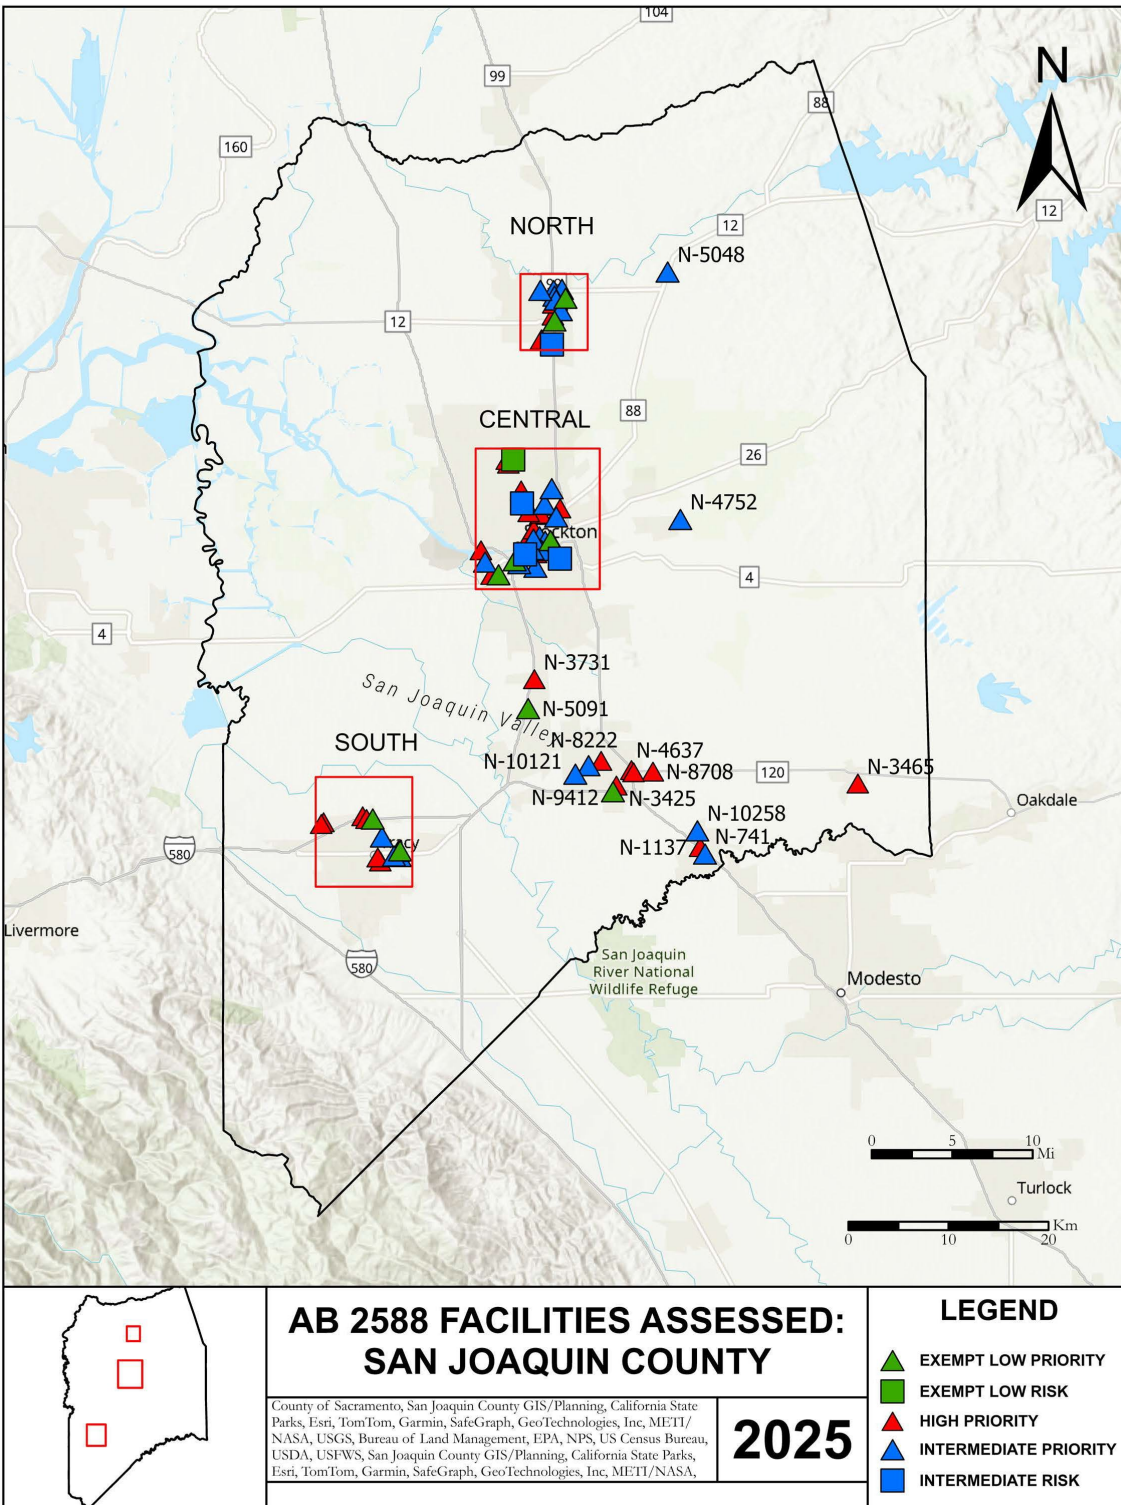 104
99
88
160
N
12
NORTH
12
N-5048
12
CENTRAL
88
26
N-4752
ckton
4
4
N-3731
San Joaquin Valley
N-5091
SOUTH
N-8222
N-10121
N-4637
N-8708
120
N-3465
N-9412
N-3425
Oakdale
N-10258
N-741
N-1137
cy
580
Livermore
580
San Joaquin
River National
Wildlife Refuge
Modesto
0 5 10
Mi
Turlock
Km
0 10 20
AB 2588 FACILITIES ASSESSED:
SAN JOAQUIN COUNTY
County of Sacramento, San Joaquin County GIS/Planning, California State
Parks, Esri, TomTom, Garmin, SafeGraph, GeoTechnologies, Inc, METI/
NASA, USGS, Bureau of Land Management, EPA, NPS, US Census Bureau,
USDA, USFWS, San Joaquin County GIS/Planning, California State Parks,
Esri, TomTom, Garmin, SafeGraph, GeoTechnologies, Inc, METI/NASA,
2025
LEGEND
EXEMPT LOW PRIORITY
EXEMPT LOW RISK
HIGH PRIORITY
INTERMEDIATE PRIORITY
INTERMEDIATE RISK